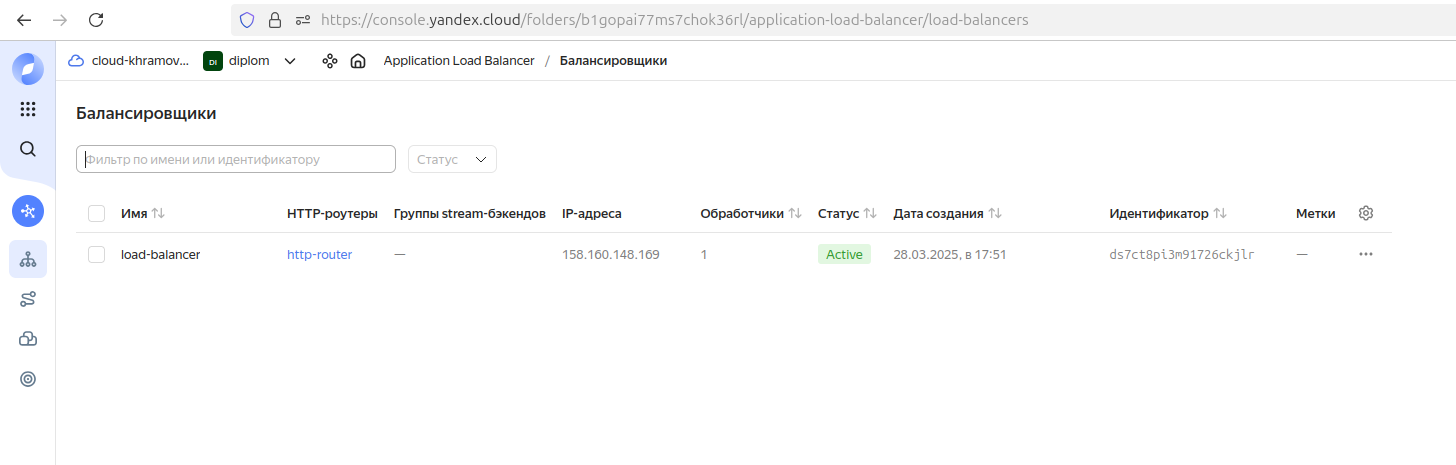 https://console.yandex.cloud/folders/b1gopai77ms7chok36rl/application-load-balancer/load-balancers
cloud-khramov... DI diplom Application Load Balancer / Балансировщики
Балансировщики
Фильтр по имени или идентификатору Статус
Имя HTTP-роутеры Группы stream-бэкендов IP-адреса Обработчики Статус Дата создания Идентификатор Метки
load-balancer http-router — 158.160.148.169 1 Active 28.03.2025, в 17:51 ds7ct8pi3m91726ckjlr —